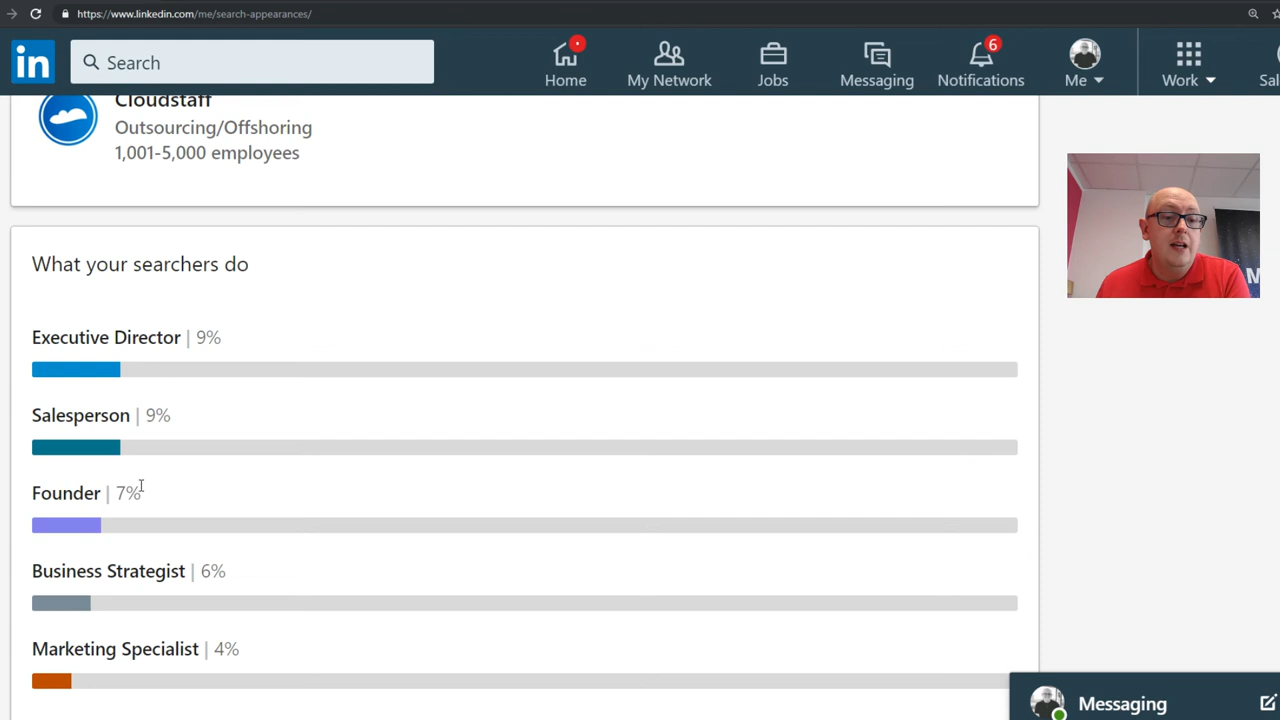 https://www.linkedin.com/me/search-appearances/
in
Search
Home
My Network
Jobs
Messaging
6
Notifications
Me
Work
Cloudstaff
Outsourcing/Offshoring
1,001-5,000 employees
What your searchers do
Executive Director | 9%
Salesperson | 9%
Founder | 7%
Business Strategist | 6%
Marketing Specialist | 4%
Messaging